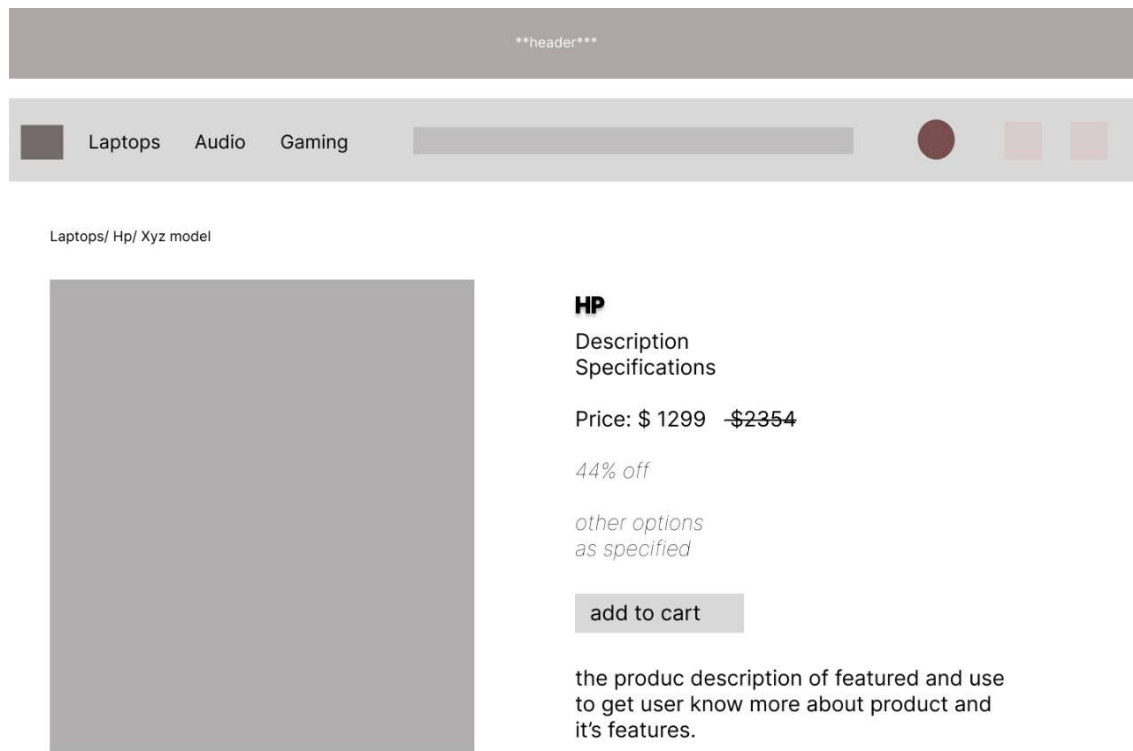 **header***
Laptops Audio Gaming
Laptops/ Hp/ Xyz model
HP
Description
Specifications
Price: $ 1299 $2354
44% off
other options
as specified
add to cart
the produc description of featured and use
to get user know more about product and
it’s features.